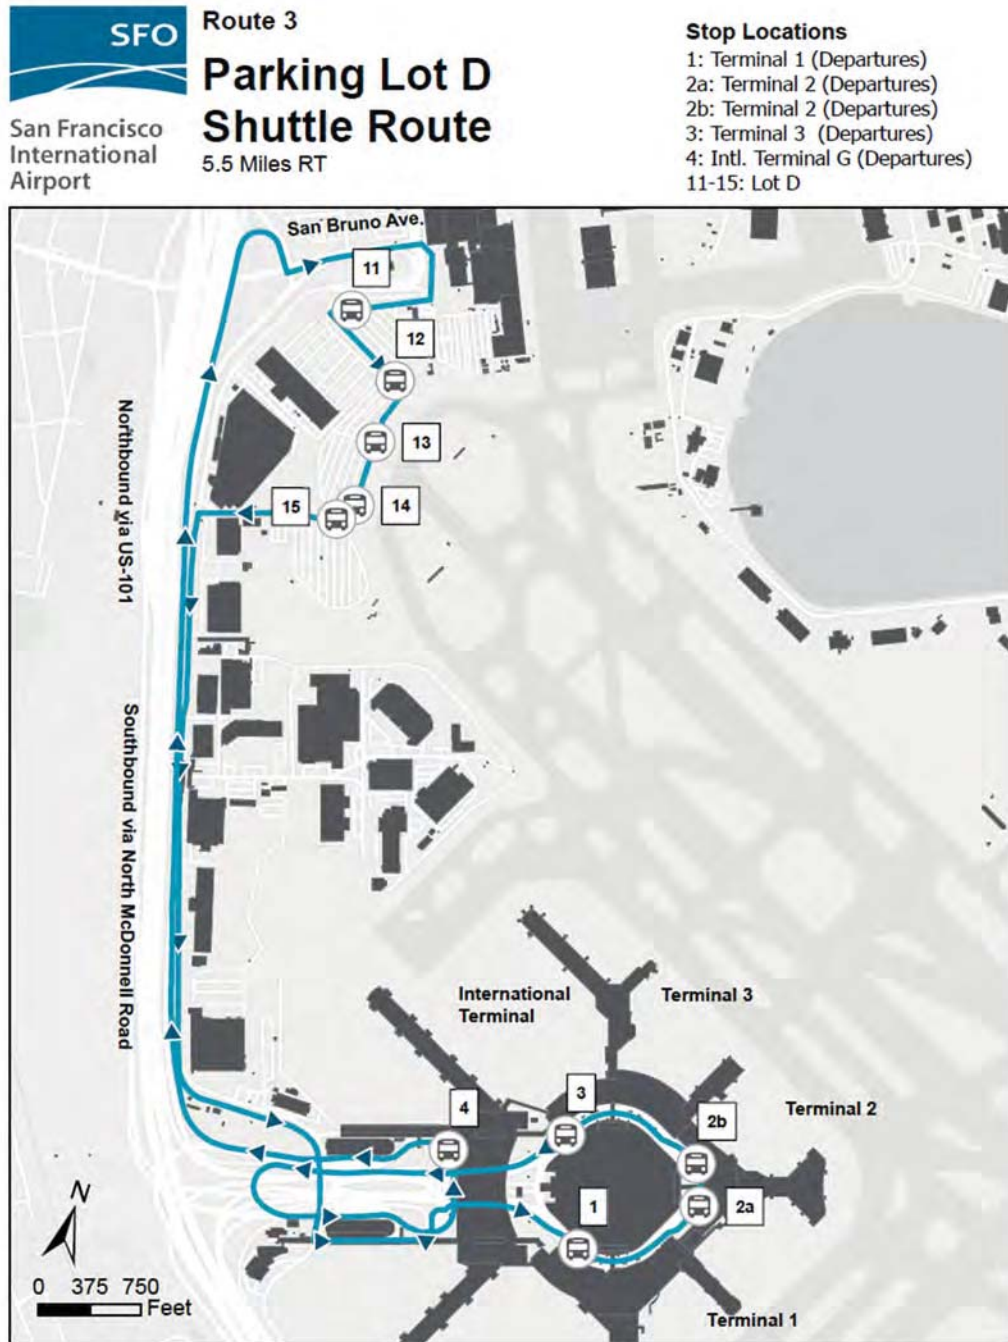 SFO
San Francisco
International
Airport
Route 3
Parking Lot D
Shuttle Route
5.5 Miles RT
Stop Locations
1: Terminal 1 (Departures)
2a: Terminal 2 (Departures)
2b: Terminal 2 (Departures)
3: Terminal 3 (Departures)
4: Intl. Terminal G (Departures)
11-15: Lot D
San Bruno Ave.
11
12
13
14
15
Northbound via US-101
Southbound via North McDonnell Road
International
Terminal
Terminal 3
Terminal 2
Terminal 1
4
3
2b
2a
1
N
0 375 750
Feet